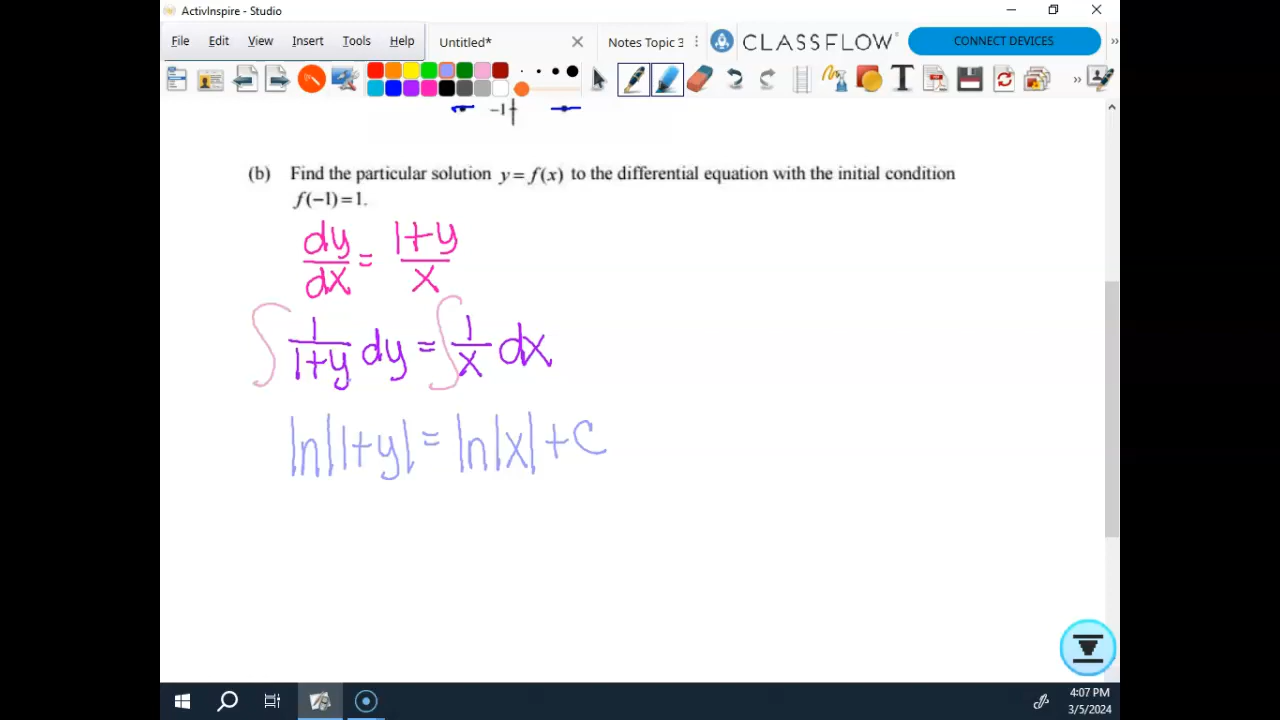 ActivInspire - Studio
File Edit View Insert Tools Help Untitled* Notes Topic 3 CLASSFLOW CONNECT DEVICES
T
-1
(b) Find the particular solution y = f(x) to the differential equation with the initial condition
f(-1) = 1.
dy/dx = 1+y/x
∫ 1/1+y dy = ∫ 1/x dx
ln|1+y| = ln|x| + C
4:07 PM
3/5/2024